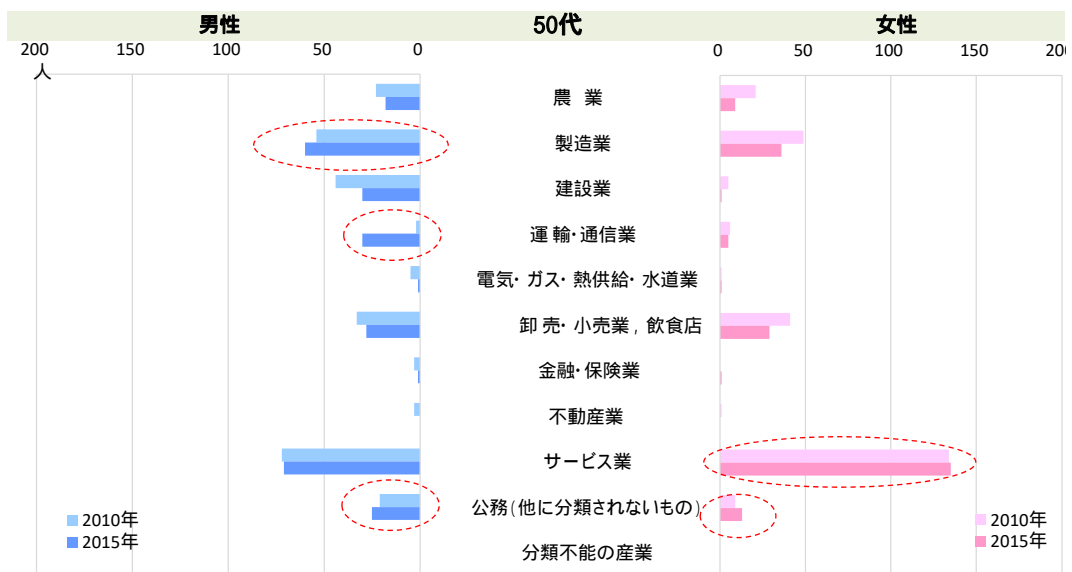 男性 50代 女性
200 150 100 50 0 0 50 100 150 200
人
農 業
製造業
建設業
運 輸・通信業
電気・ガス・熱供給・水道業
卸 売・小売業 , 飲食店
金融・保険業
不動産業
サービス業
公務(他に分類されないもの)
分類不能の産業
2010年
2015年
2010年
2015年